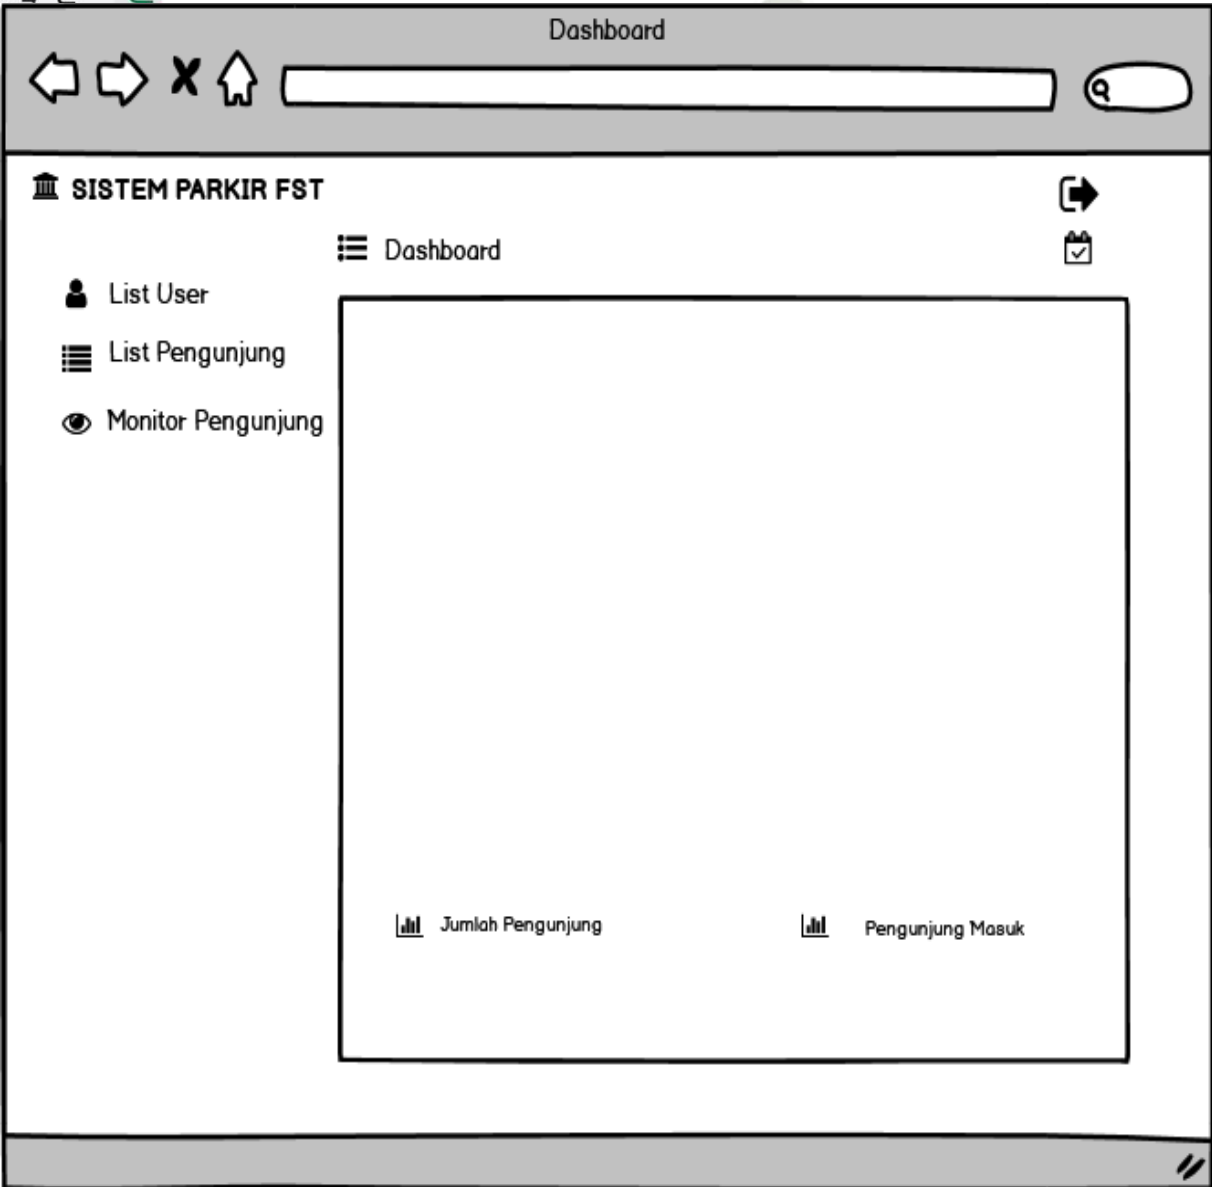 Dashboard
SISTEM PARKIR FST
Dashboard
List User
List Pengunjung
Monitor Pengunjung
Jumlah Pengunjung
Pengunjung Masuk